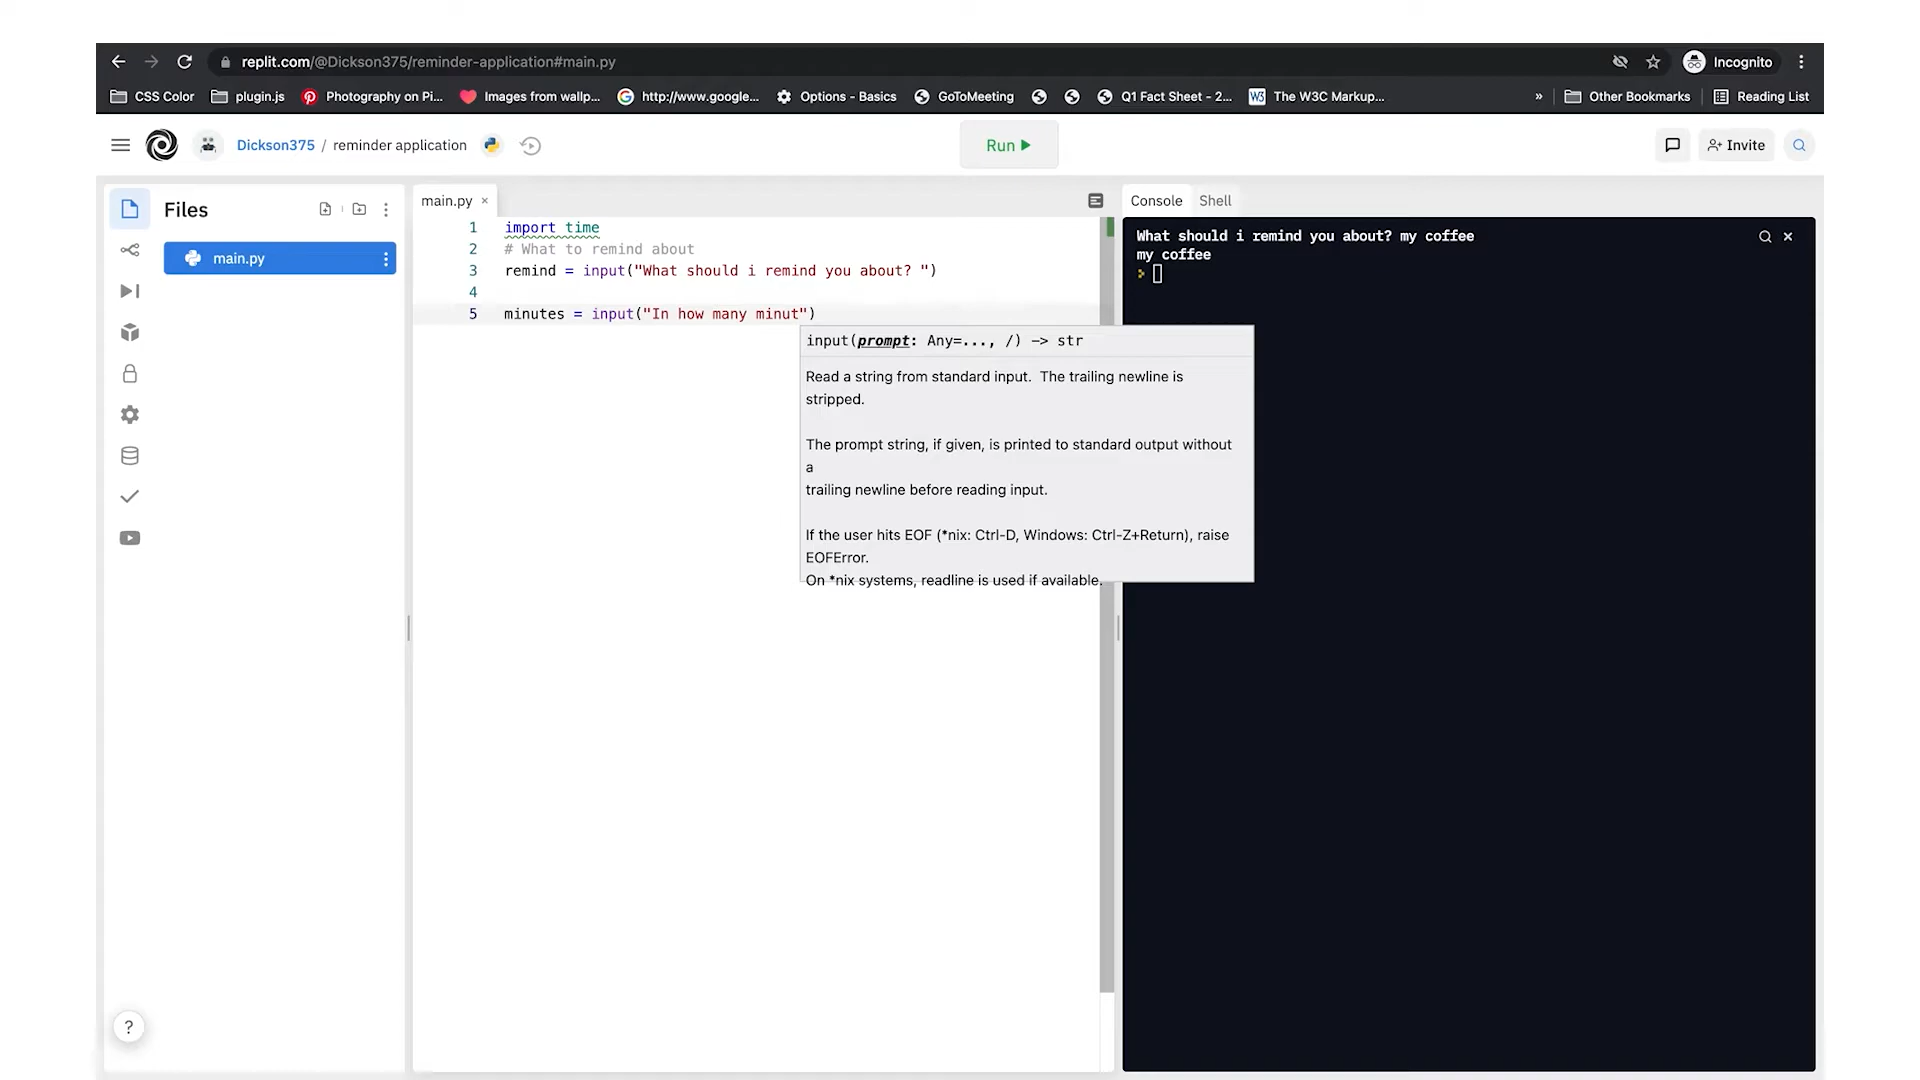 replit.com/@Dickson375/reminder-application#main.py
Incognito
CSS Color
plugin.js
Photography on Pi...
Images from wallp...
http://www.google...
Options - Basics
GoToMeeting
Q1 Fact Sheet - 2...
W3
The W3C Markup...
»
Other Bookmarks
Reading List
Dickson375 / reminder application
Run
Invite
Files
main.py
main.py ×
1 import time
2 # What to remind about
3 remind = input("What should i remind you about? ")
4
5 minutes = input("In how many minut")
input(prompt: Any=..., /) -> str
Read a string from standard input.  The trailing newline is
stripped.
The prompt string, if given, is printed to standard output without
a
trailing newline before reading input.
If the user hits EOF (*nix: Ctrl-D, Windows: Ctrl-Z+Return), raise
EOFError.
On *nix systems, readline is used if available.
Console
Shell
What should i remind you about? my coffee
my coffee
?